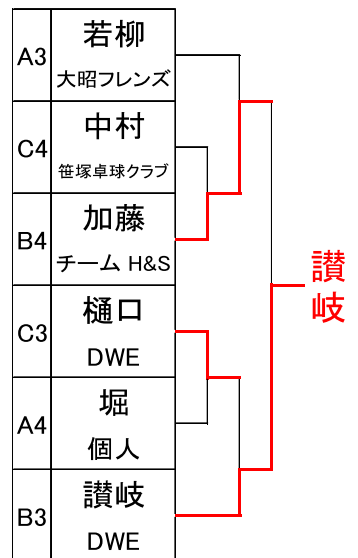 A3
若柳
大昭フレンズ
C4
中村
笹塚卓球クラブ
B4
加藤
チーム H&S
C3
樋口
DWE
A4
堀
個人
B3
讃岐
DWE
讃岐